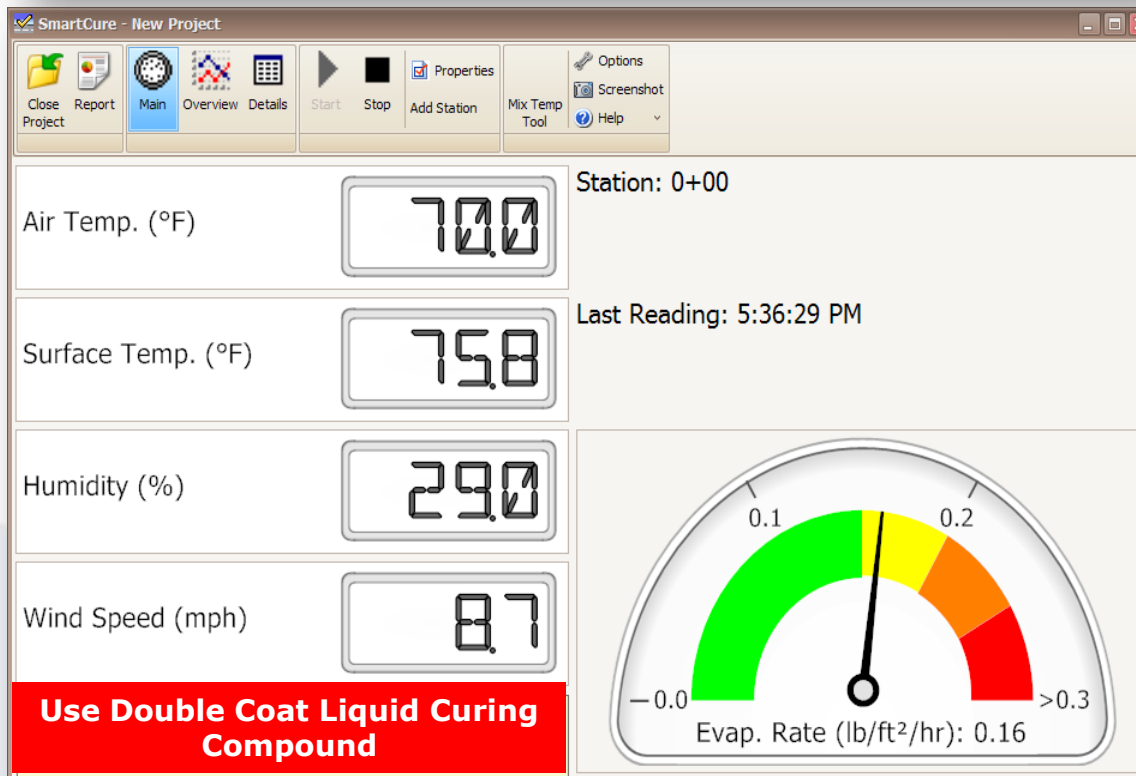 SmartCure - New Project
Close Project
Report
Main
Overview
Details
Start
Stop
Properties
Add Station
Mix Temp Tool
Options
Screenshot
Help
Air Temp. (°F)
70.0
Station: 0+00
Surface Temp. (°F)
75.8
Last Reading: 5:36:29 PM
Humidity (%)
29.0
Wind Speed (mph)
8.7
0.1
0.2
0.0
>0.3
Evap. Rate (lb/ft²/hr): 0.16
Use Double Coat Liquid Curing
Compound